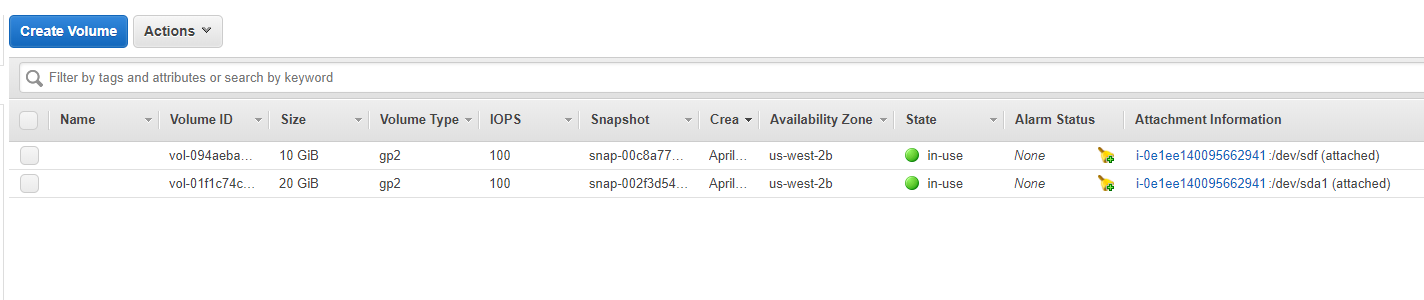 Create Volume Actions
Filter by tags and attributes or search by keyword
Name Volume ID Size Volume Type IOPS Snapshot Crea Availability Zone State Alarm Status Attachment Information
vol-094aeba... 10 GiB gp2 100 snap-00c8a77... April... us-west-2b in-use None i-0e1ee140095662941:/dev/sdf (attached)
vol-01f1c74c... 20 GiB gp2 100 snap-002f3d54... April... us-west-2b in-use None i-0e1ee140095662941:/dev/sda1 (attached)